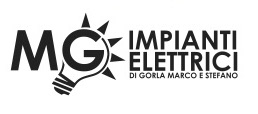 MG IMPIANTI
ELETTRICI
DI GORLA MARCO E STEFANO